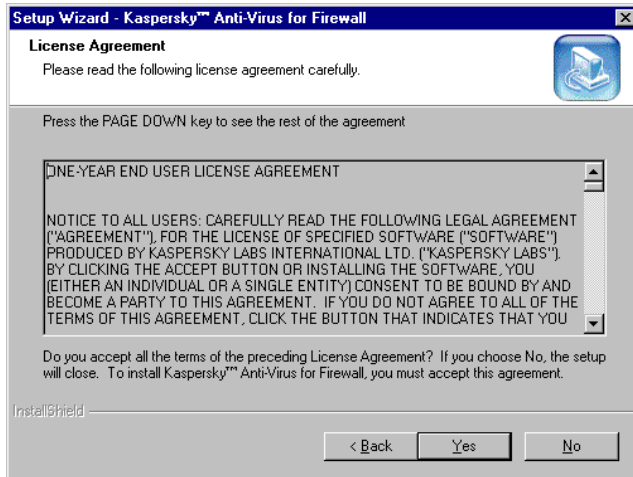 Setup Wizard - Kaspersky™ Anti-Virus for Firewall
License Agreement
Please read the following license agreement carefully.
Press the PAGE DOWN key to see the rest of the agreement
ONE-YEAR END USER LICENSE AGREEMENT
NOTICE TO ALL USERS: CAREFULLY READ THE FOLLOWING LEGAL AGREEMENT
("AGREEMENT"), FOR THE LICENSE OF SPECIFIED SOFTWARE ("SOFTWARE")
PRODUCED BY KASPERSKY LABS INTERNATIONAL LTD. ("KASPERSKY LABS").
BY CLICKING THE ACCEPT BUTTON OR INSTALLING THE SOFTWARE, YOU
(EITHER AN INDIVIDUAL OR A SINGLE ENTITY) CONSENT TO BE BOUND BY AND
BECOME A PARTY TO THIS AGREEMENT.  IF YOU DO NOT AGREE TO ALL OF THE
TERMS OF THIS AGREEMENT, CLICK THE BUTTON THAT INDICATES THAT YOU
Do you accept all the terms of the preceding License Agreement?  If you choose No, the setup
will close.  To install Kaspersky™ Anti-Virus for Firewall, you must accept this agreement.
InstallShield
< Back
Yes
No